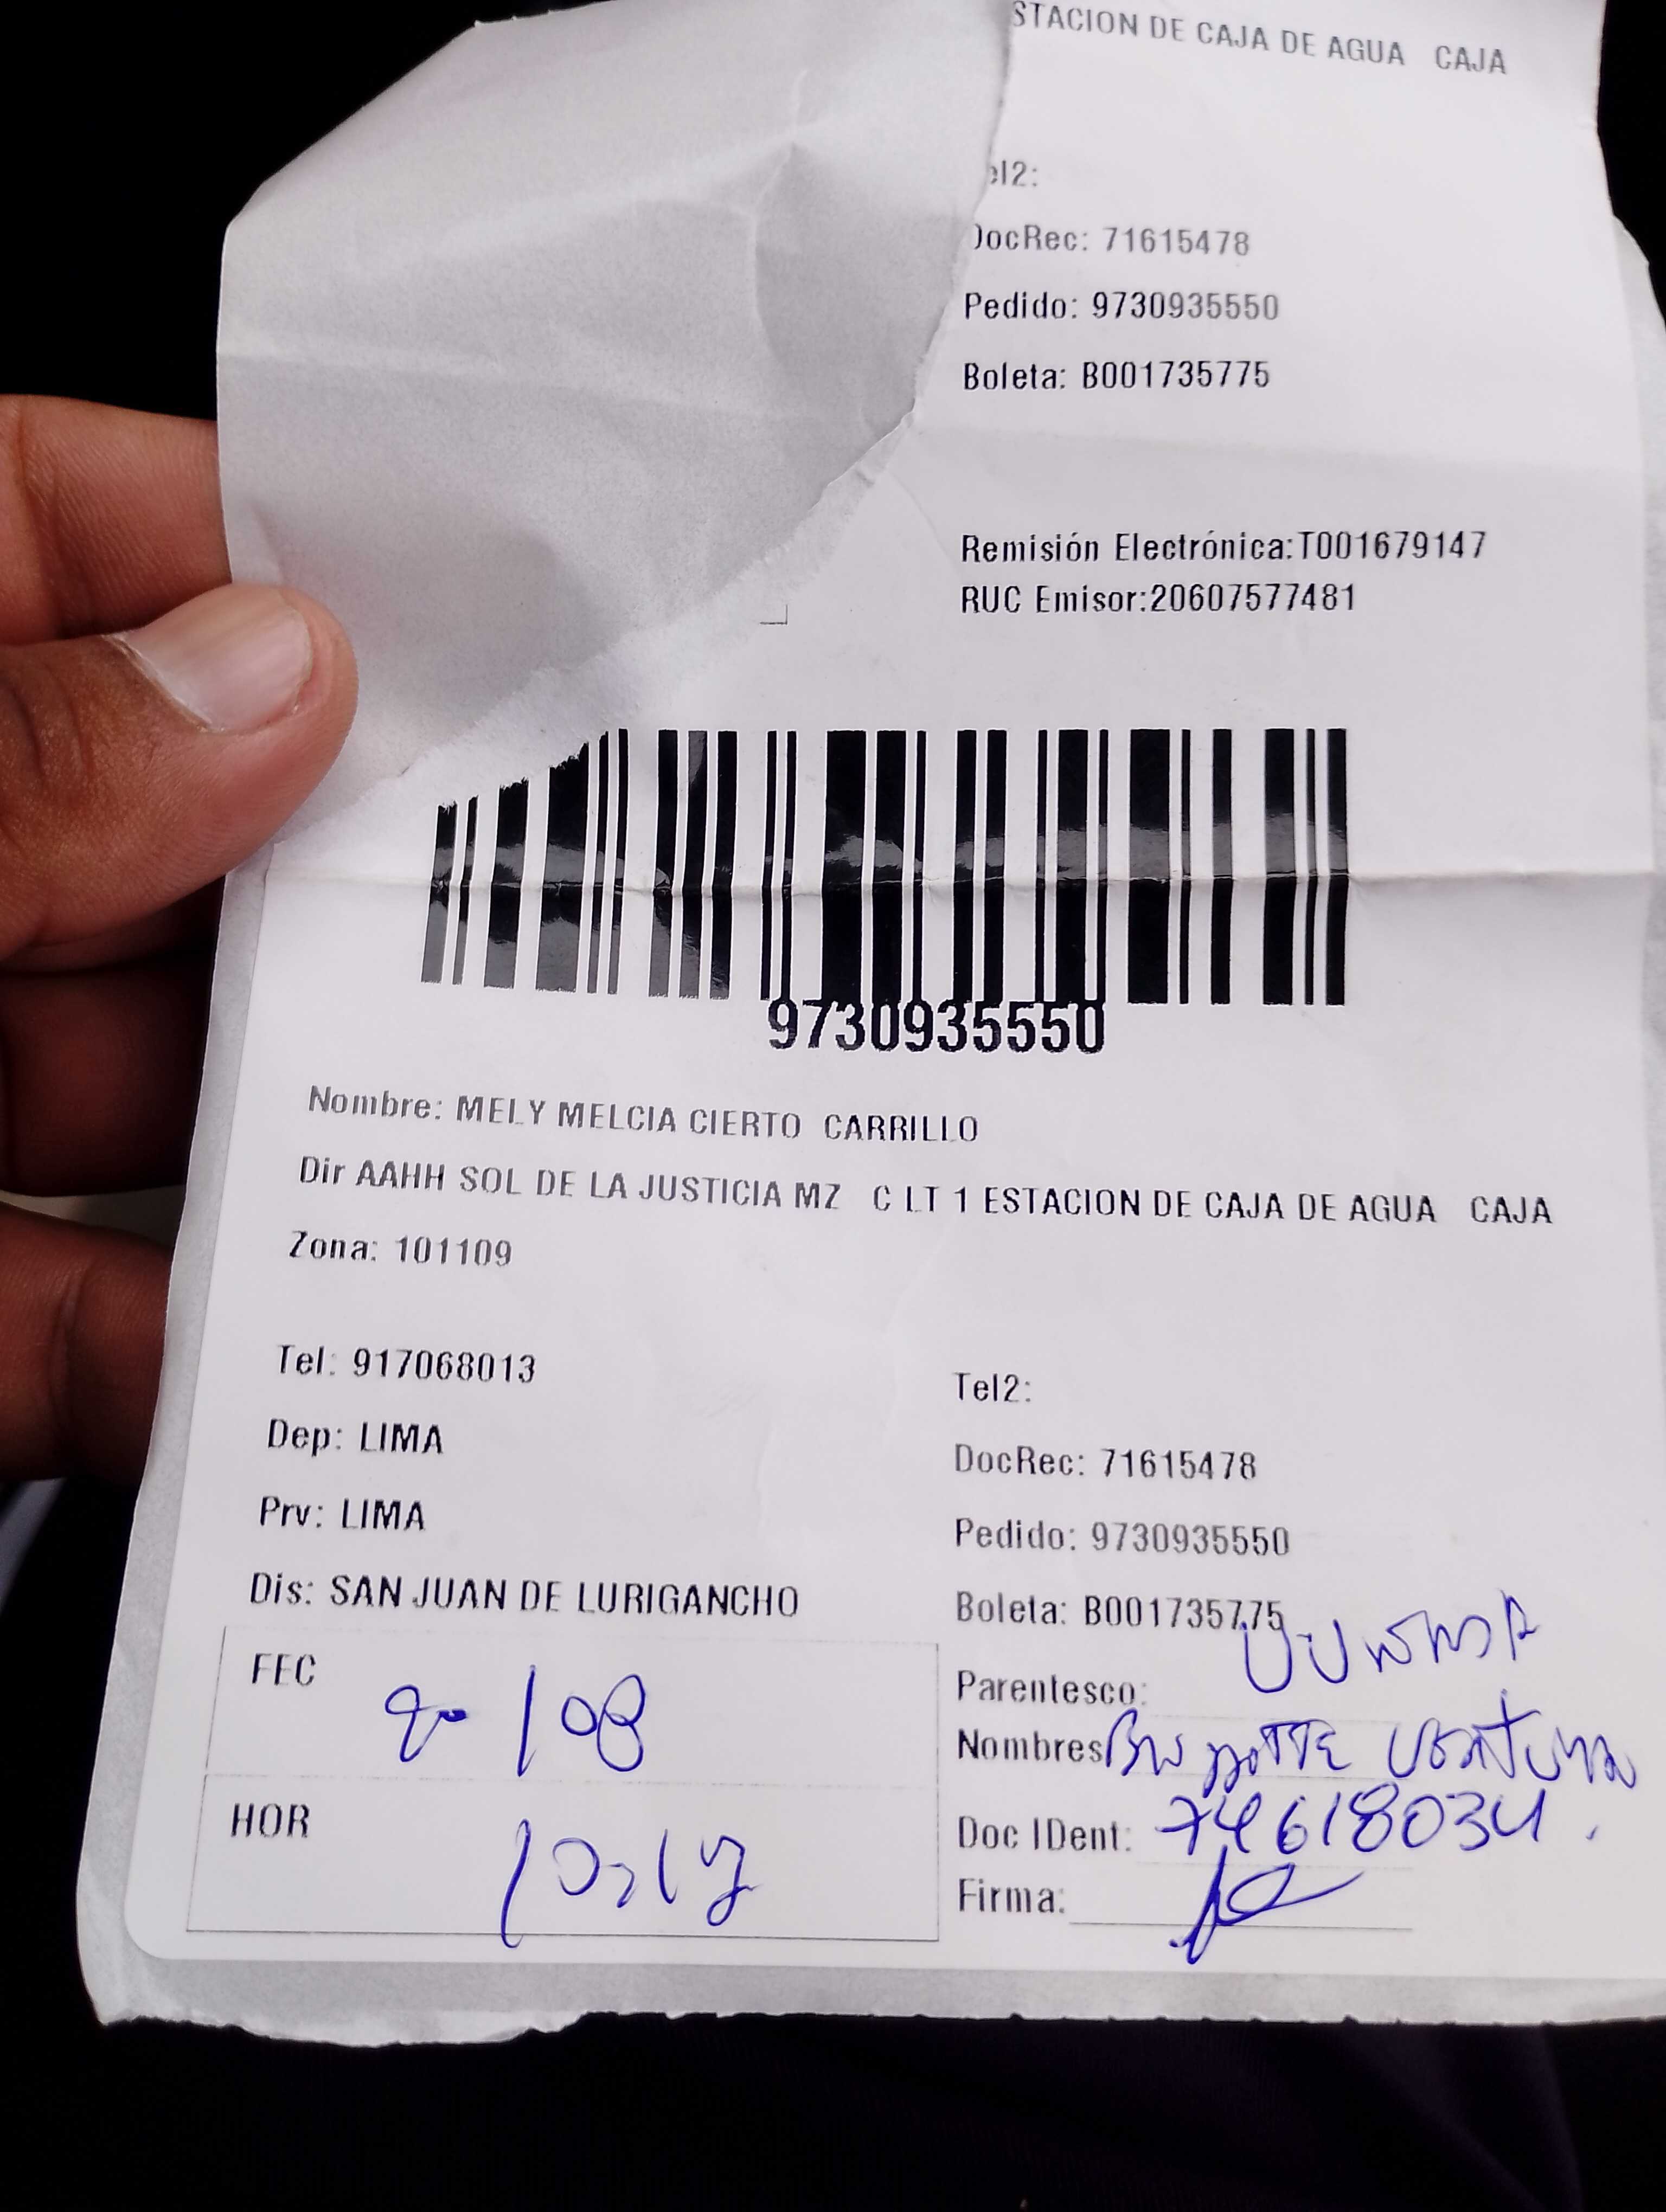 STACION DE CAJA DE AGUA CAJA
el2:
DocRec: 71615478
Pedido: 9730935550
Boleta: B001735775
Remisión Electrónica:T001679147
RUC Emisor:20607577481
9730935550
Nombre: MELY MELCIA CIERTO CARRILLO
Dir AAHH SOL DE LA JUSTICIA MZ C LT 1 ESTACION DE CAJA DE AGUA CAJA
Zona: 101109
Tel: 917068013
Dep: LIMA
Prv: LIMA
Dis: SAN JUAN DE LURIGANCHO
Tel2:
DocRec: 71615478
Pedido: 9730935550
Boleta: B001735775
FEC /08
HOR
Parentesco:
Nombres
Doc IDent: 74618034
Firma: